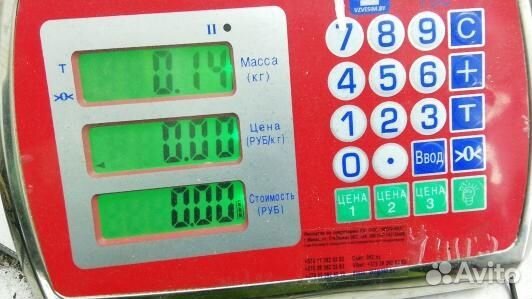 II
VZVESIM.BY
T
>0<
0.14
Масса
(кг)
7 8 9 C
4 5 6 +
1 2 3 T
0 . Ввод >0<
0.00
Цена
(РУБ/кг)
ЦЕНА 1
ЦЕНА 2
ЦЕНА 3
0.00
Стоимость
(РУБ)
Avito